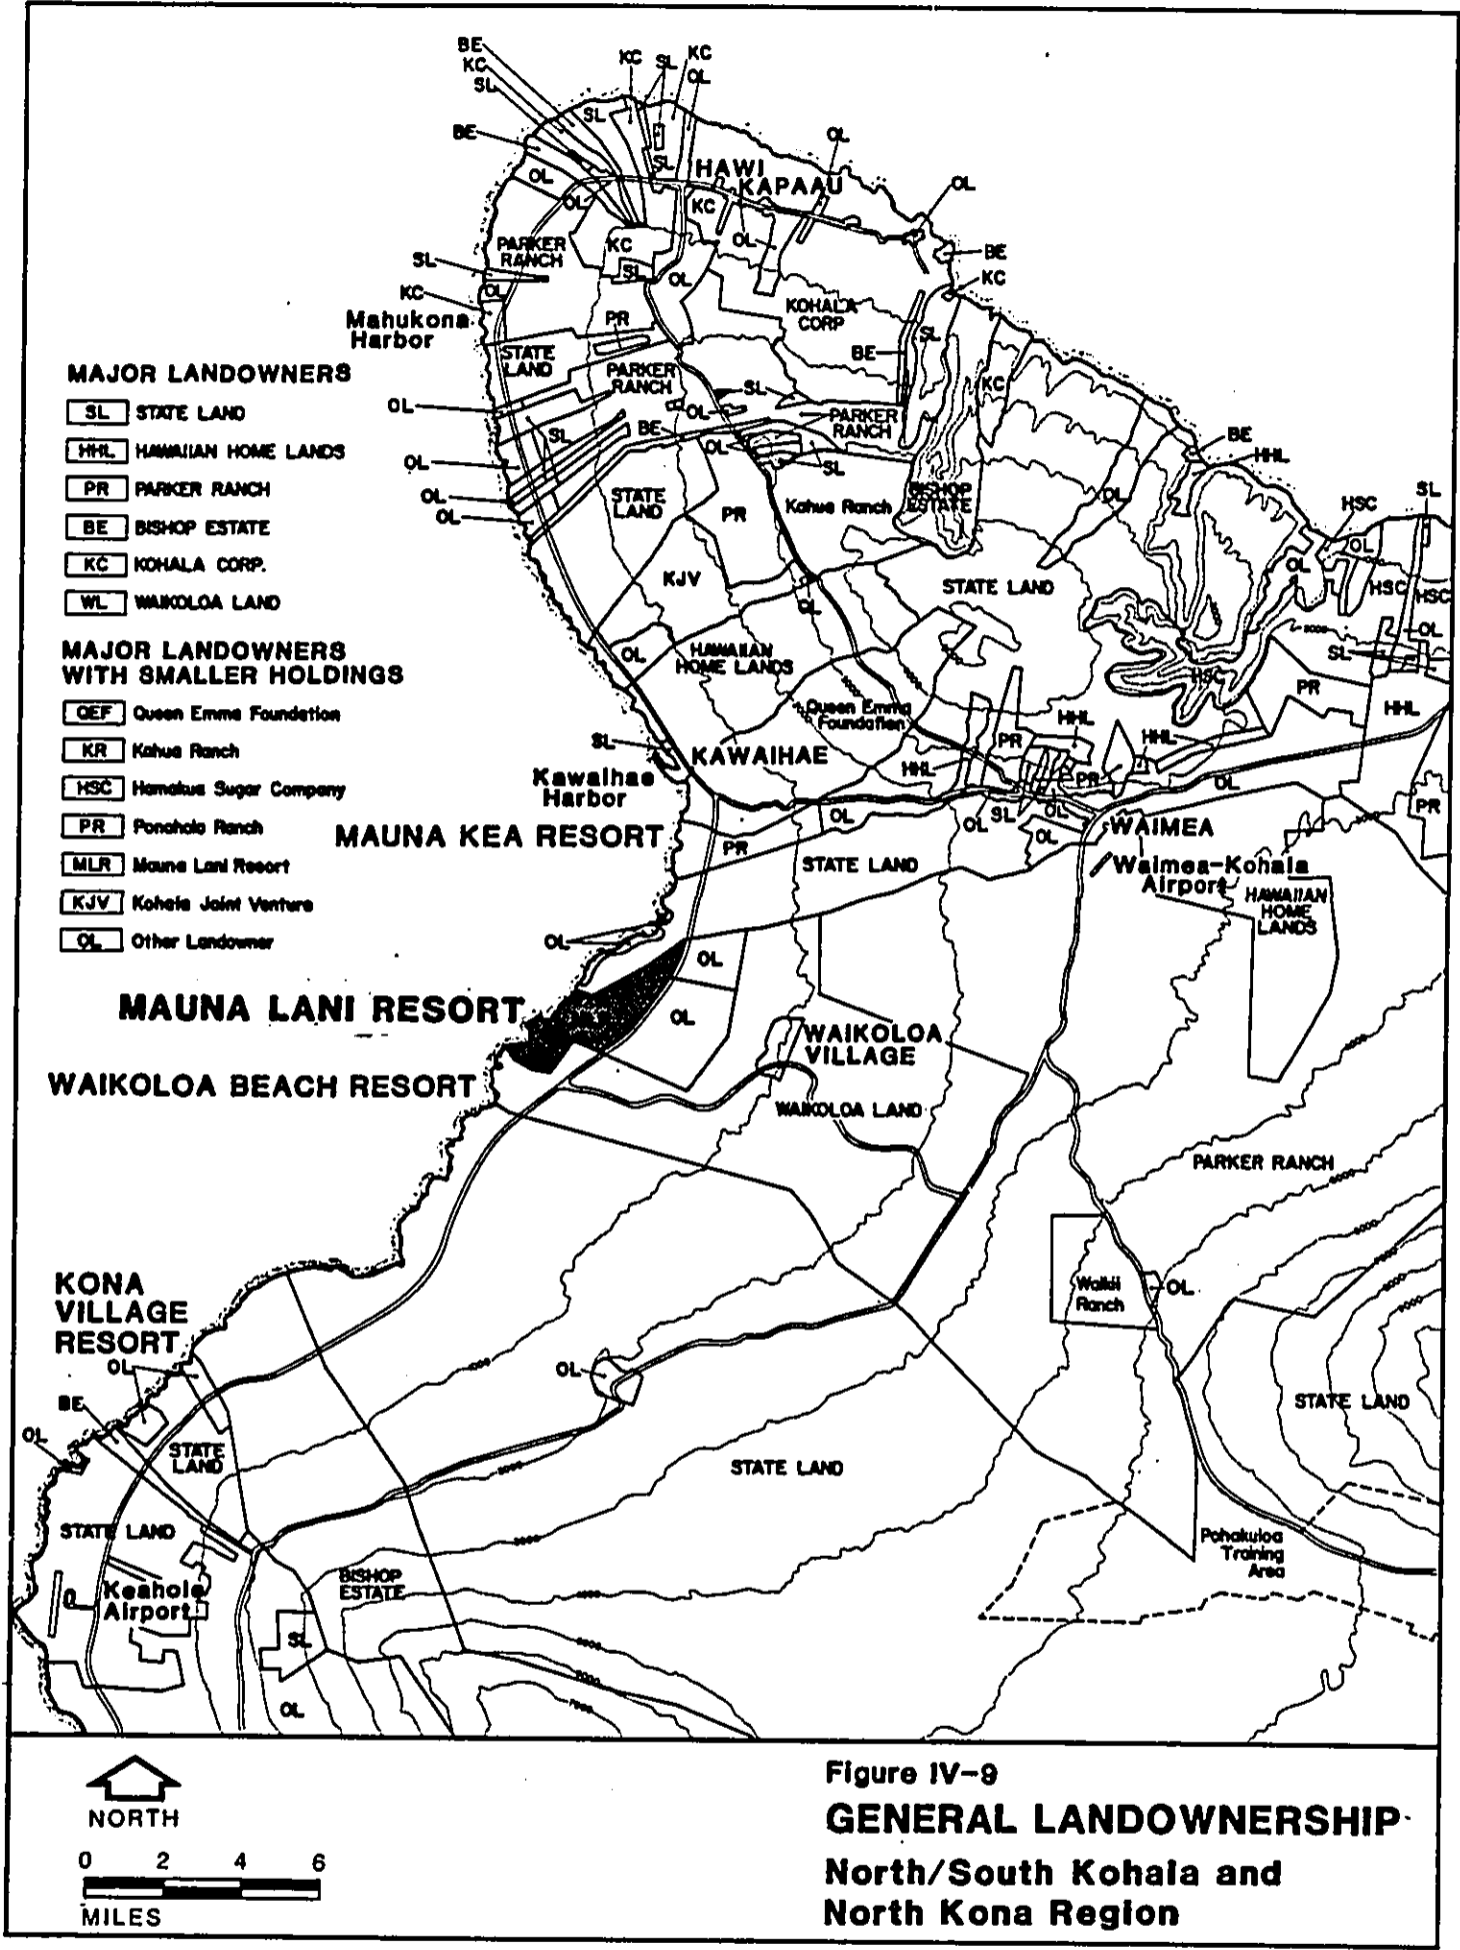 BE
KC
SL
KC
SL
KC
OL
BE
SL
OL
SL
HAWI
KAPAAU
OL
OL
OL
KC
OL
PARKER
RANCH
KC
SL
OL
BE
SL
OL
KC
KC
Mahukona
Harbor
PR
KOHALA
CORP
SL
STATE
LAND
BE
PARKER
RANCH
KC
SL
OL
OL
PARKER
RANCH
SL
BE
OL
SL
BE
HHL
OL
OL
OL
STATE
LAND
PR
Kahua Ranch
BISHOP
ESTATE
OL
HSC
SL
OL
OL
KJV
OL
STATE LAND
HSC
HSC
OL
SL
OL
HAWAIIAN
HOME LANDS
HSC
PR
HHL
Queen Emma
Foundation
PR
HHL
HHL
SL
KAWAIHAE
HHL
PR
OL
PR
Kawaihae
Harbor
OL
OL
SL
OL
OL
WAIMEA
MAUNA KEA RESORT
PR
STATE LAND
Waimea-Kohala
Airport
HAWAIIAN
HOME
LANDS
MAJOR LANDOWNERS
SL STATE LAND
HHL HAWAIIAN HOME LANDS
PR PARKER RANCH
BE BISHOP ESTATE
KC KOHALA CORP.
WL WAIKOLOA LAND
MAJOR LANDOWNERS
WITH SMALLER HOLDINGS
QEF Queen Emma Foundation
KR Kahua Ranch
HSC Hamakua Sugar Company
PR Ponoholo Ranch
MLR Mauna Lani Resort
KJV Kohala Joint Venture
OL Other Landowner
OL
OL
OL
MAUNA LANI RESORT
WAIKOLOA
VILLAGE
WAIKOLOA BEACH RESORT
WAIKOLOA LAND
PARKER RANCH
6000
KONA
VILLAGE
RESORT
OL
BE
OL
STATE
LAND
OL
Waikii
Ranch
OL
STATE LAND
STATE LAND
STATE LAND
Keahole
Airport
BISHOP
ESTATE
SL
OL
Pohakuloa
Training
Area
NORTH
0 2 4 6
MILES
Figure IV-9
GENERAL LANDOWNERSHIP
North/South Kohala and
North Kona Region